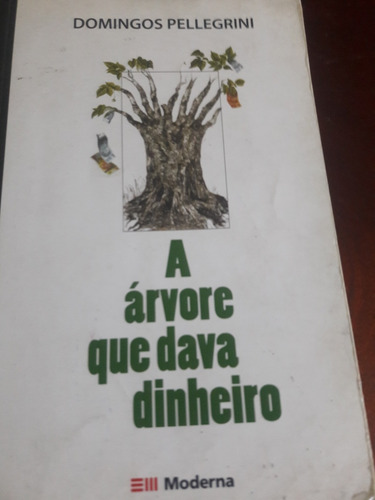 DOMINGOS PELLEGRINI
A
árvore
que dava
dinheiro
Moderna